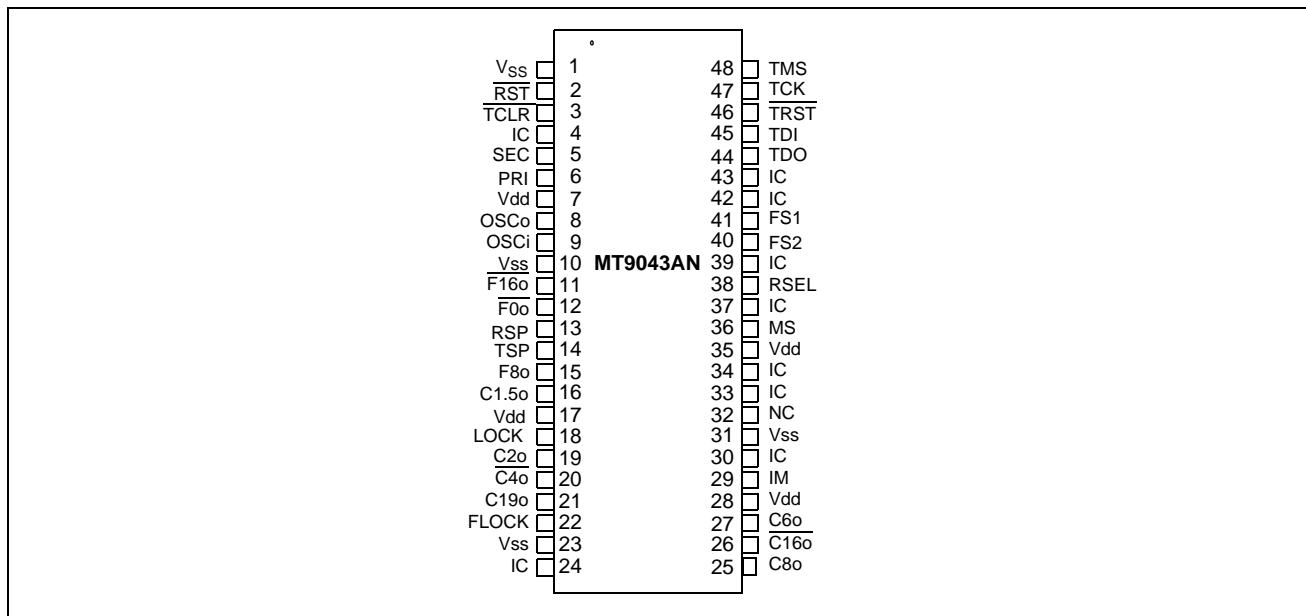 VSS 1 48 TMS
RST 2 47 TCK
TCLR 3 46 TRST
IC 4 45 TDI
SEC 5 44 TDO
PRI 6 43 IC
Vdd 7 42 IC
OSCo 8 41 FS1
OSCi 9 40 FS2
Vss 10 MT9043AN 39 IC
F16o 11 38 RSEL
F0o 12 37 IC
RSP 13 36 MS
TSP 14 35 Vdd
F8o 15 34 IC
C1.5o 16 33 IC
Vdd 17 32 NC
LOCK 18 31 Vss
C2o 19 30 IC
C4o 20 29 IM
C19o 21 28 Vdd
FLOCK 22 27 C6o
Vss 23 26 C16o
IC 24 25 C8o